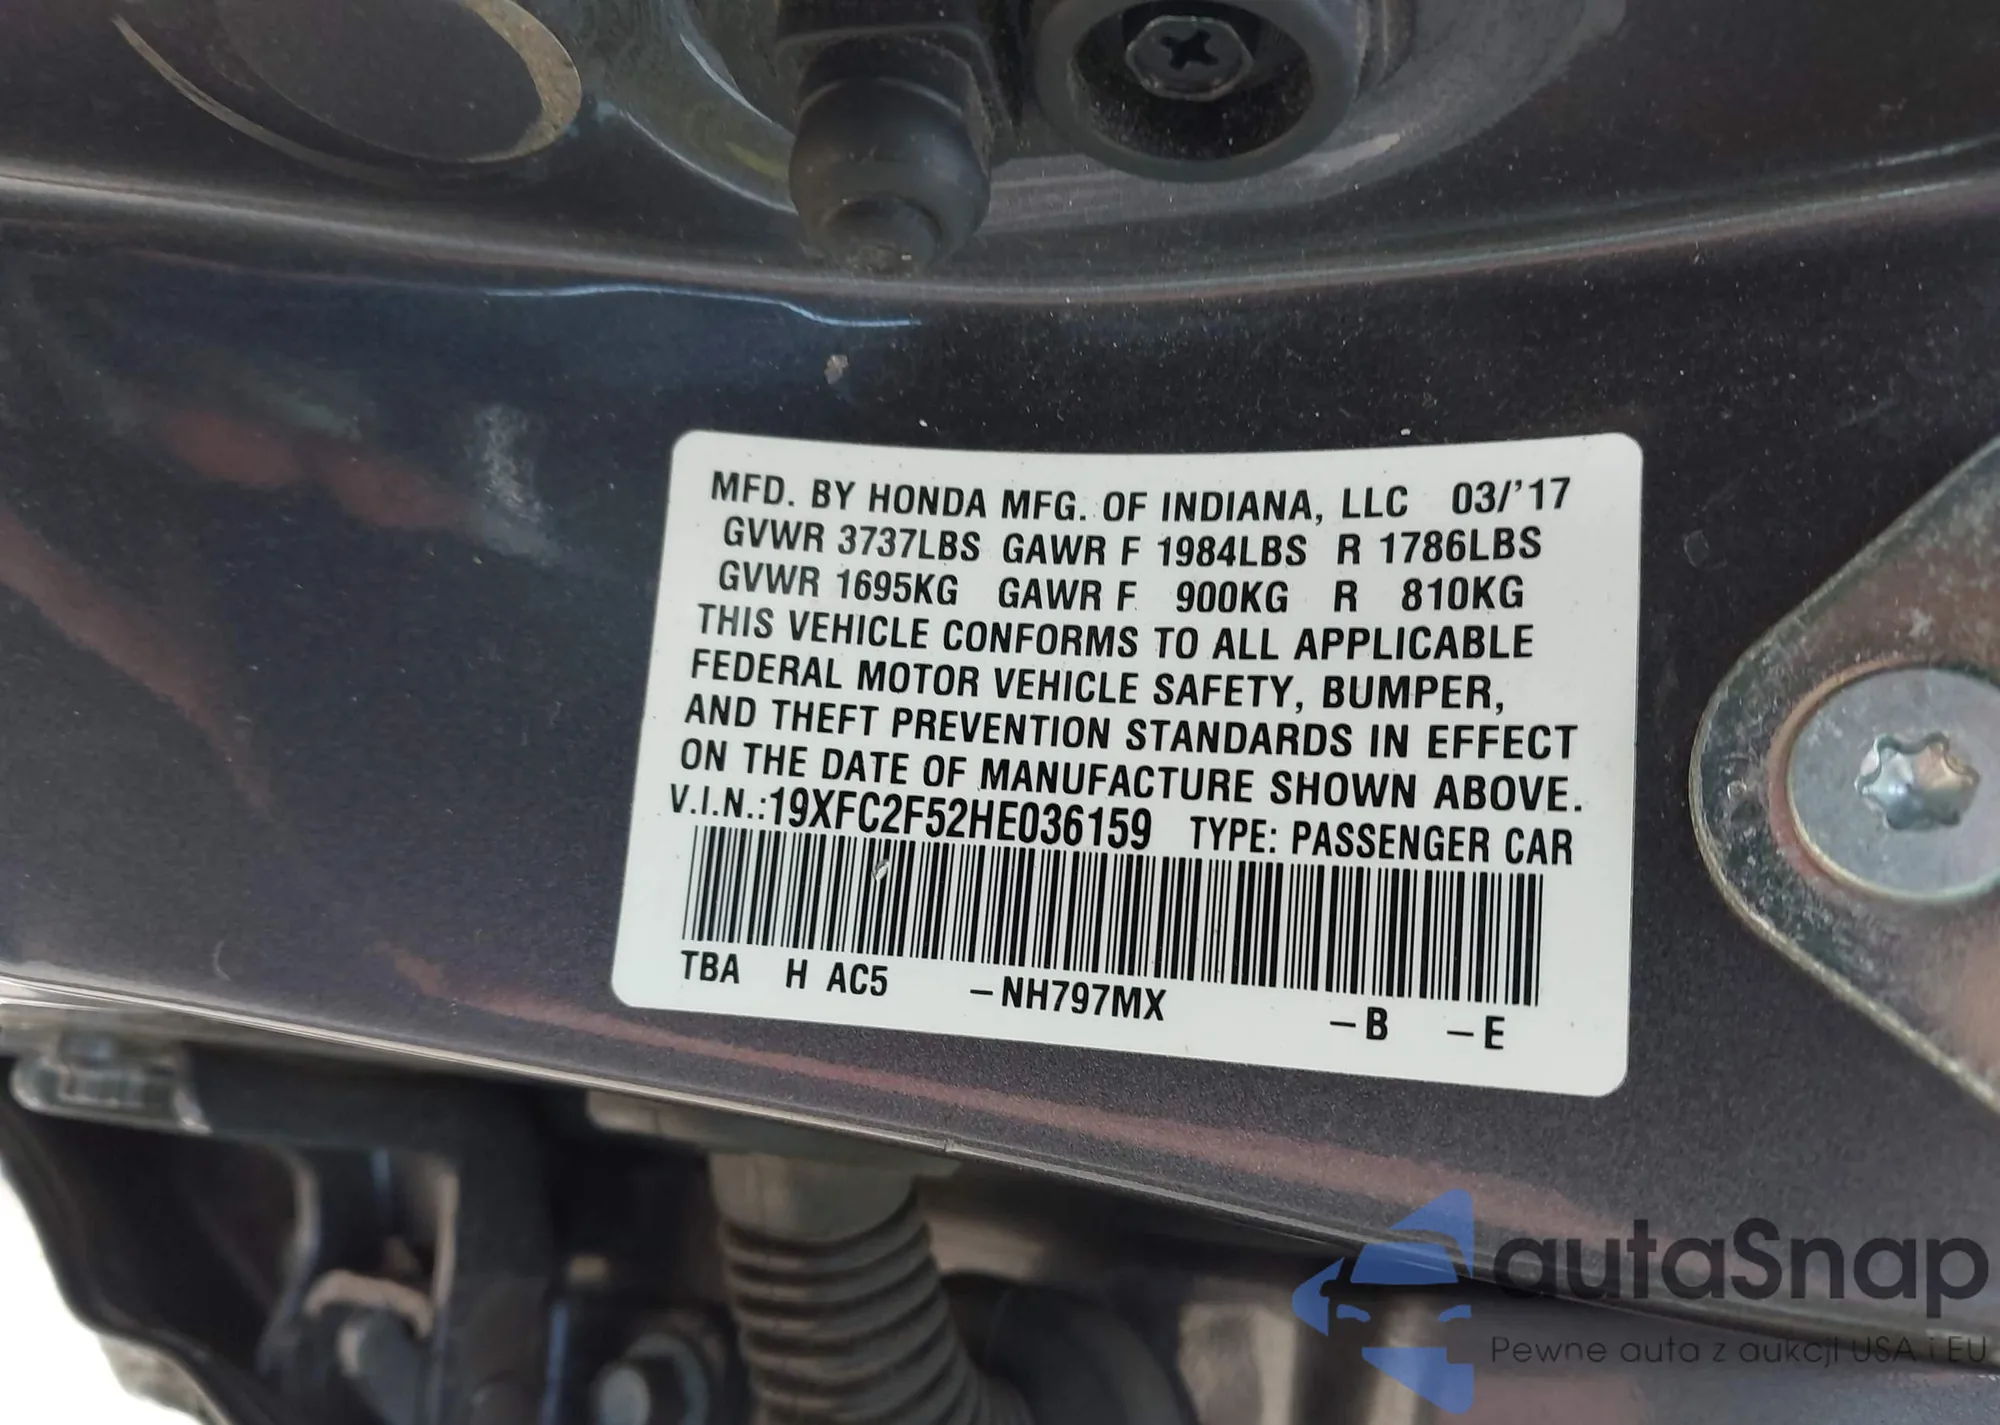 MFD. BY HONDA MFG. OF INDIANA, LLC 03/'17
GVWR 3737LBS GAWR F 1984LBS R 1786LBS
GVWR 1695KG GAWR F 900KG R 810KG
THIS VEHICLE CONFORMS TO ALL APPLICABLE
FEDERAL MOTOR VEHICLE SAFETY, BUMPER,
AND THEFT PREVENTION STANDARDS IN EFFECT
ON THE DATE OF MANUFACTURE SHOWN ABOVE.
V.I.N.:19XFC2F52HE036159 TYPE: PASSENGER CAR
TBA H AC5 -NH797MX -B -E
autaSnap
Pewne auta z aukcji USA i EU